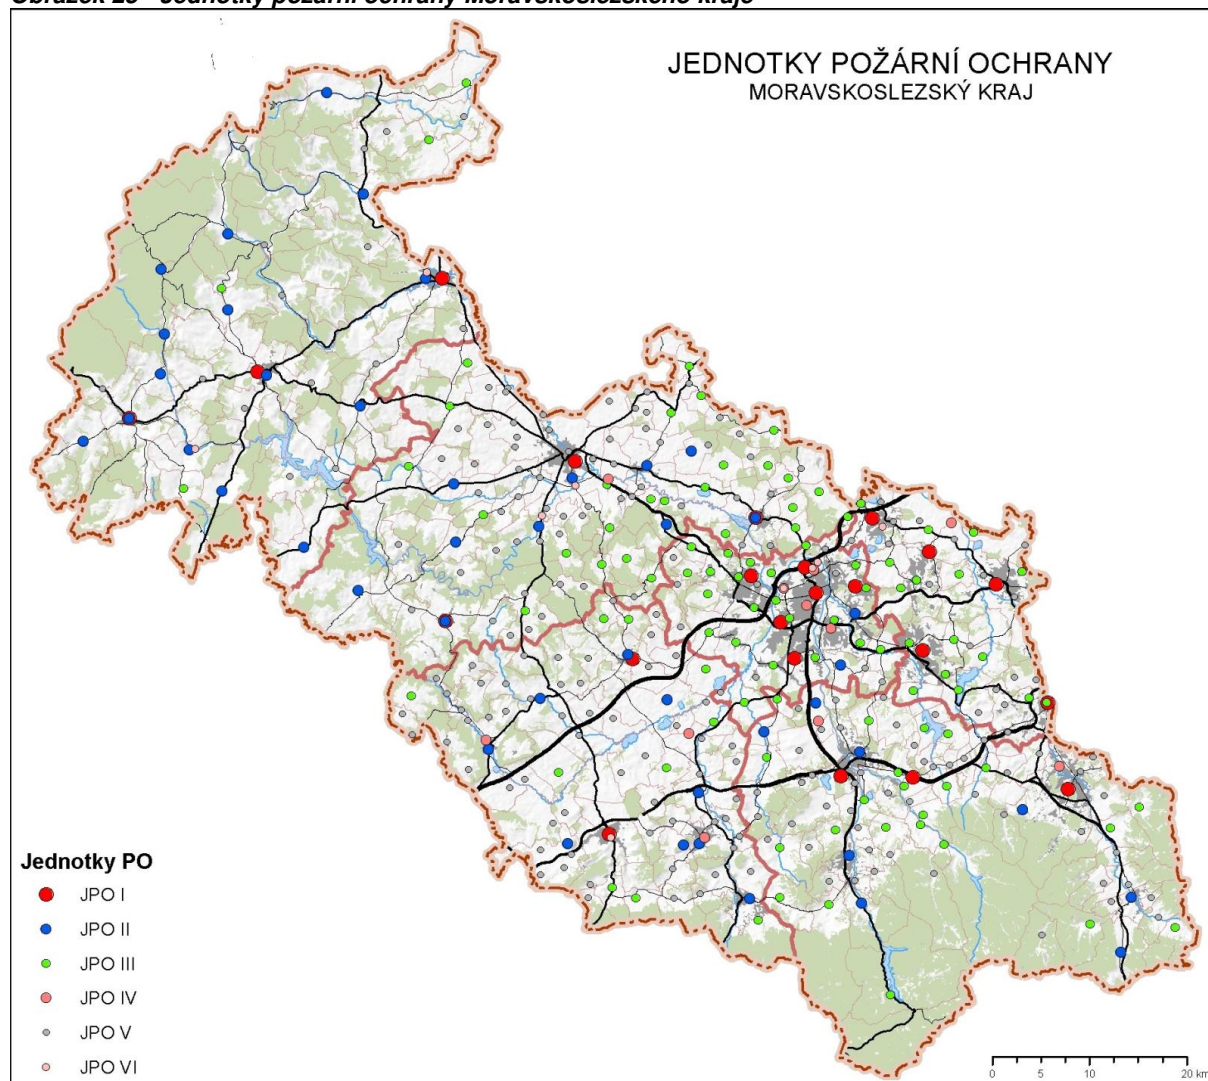 Obrázek 25 - Jednotky požární ochrany Moravskoslezského kraje
JEDNOTKY POŽÁRNÍ OCHRANY
MORAVSKOSLEZSKÝ KRAJ
Jednotky PO
JPO I
JPO II
JPO III
JPO IV
JPO V
JPO VI
0 5 10 20 km